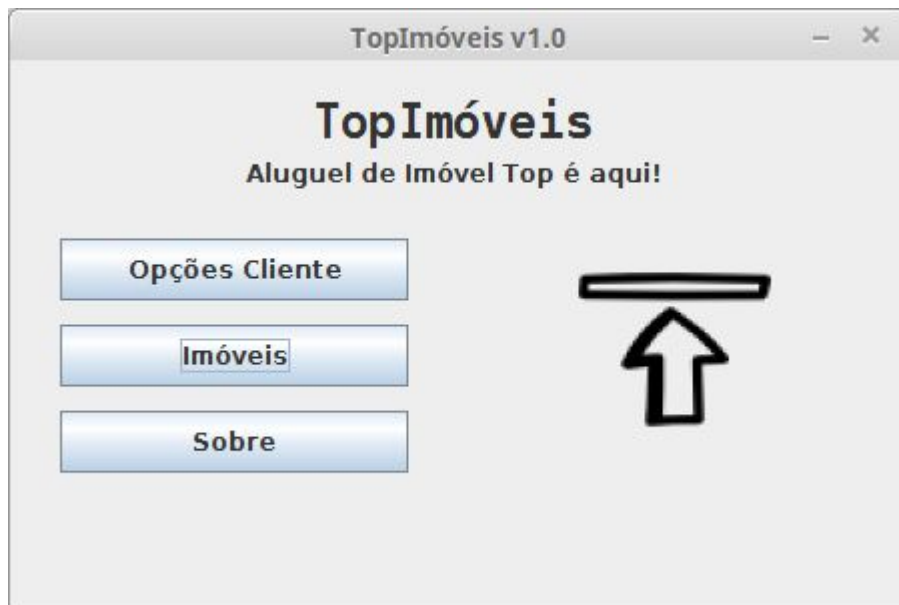 TopImóveis v1.0
TopImóveis
Aluguel de Imóvel Top é aqui!
Opções Cliente
Imóveis
Sobre